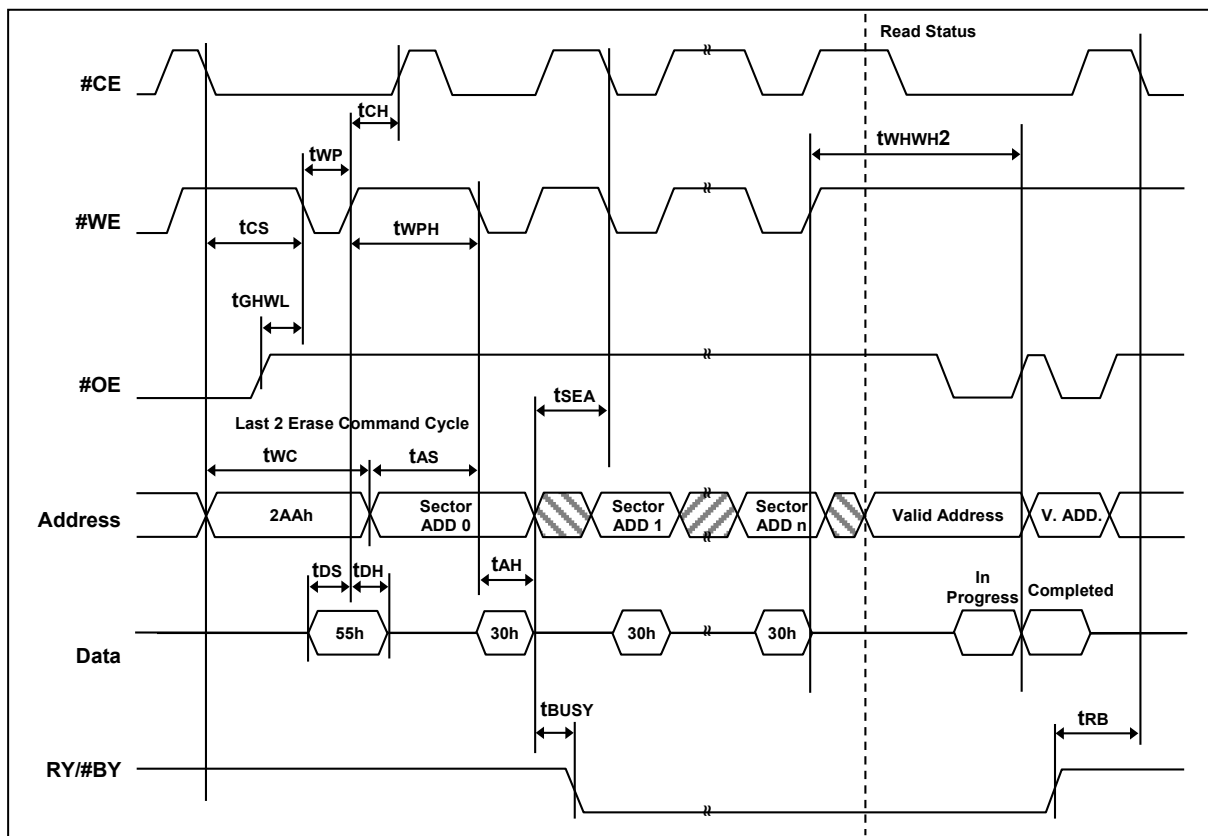 Read Status
#CE
tCH
tWP
tWHWH2
#WE
tCS
tWPH
tGHWL
#OE
tSEA
Last 2 Erase Command Cycle
tWC
tAS
Address
2AAh
Sector
ADD 0
Sector
ADD 1
Sector
ADD n
Valid Address
V. ADD.
tDS
tDH
tAH
In
Progress
Completed
Data
55h
30h
30h
30h
tBUSY
tRB
RY/#BY